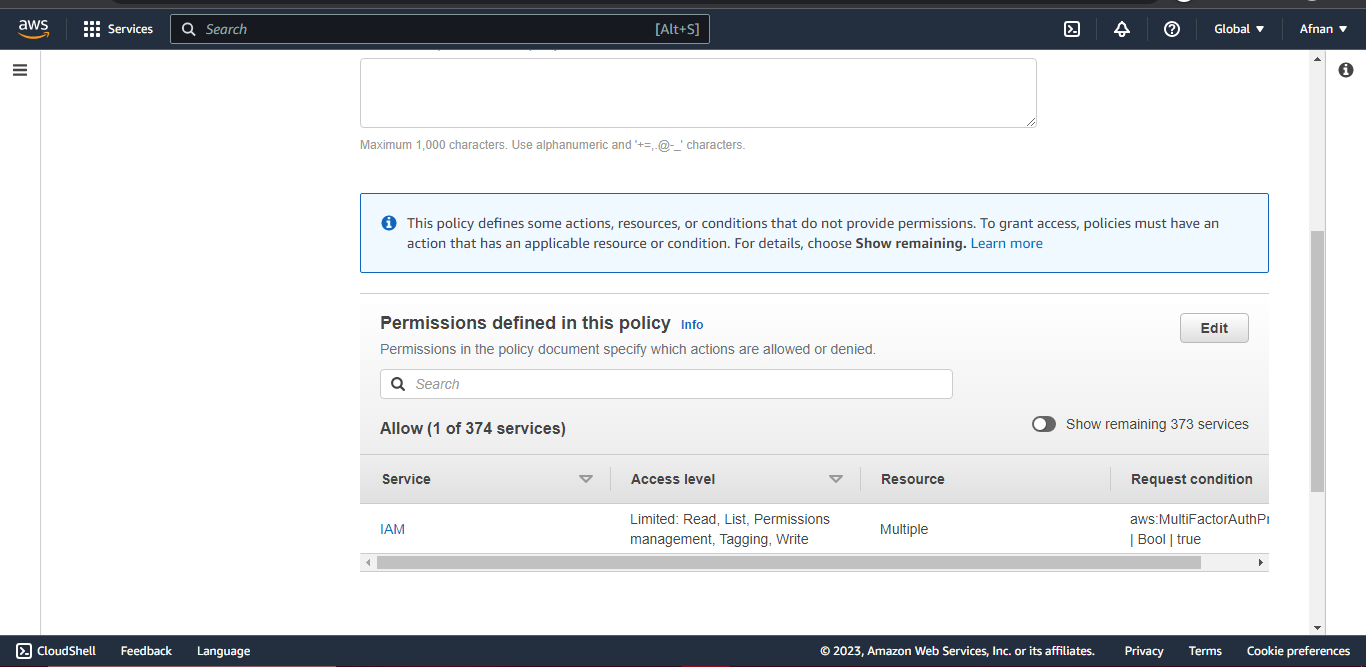 aws
Services
Search
[Alt+S]
Global
Afnan
Maximum 1,000 characters. Use alphanumeric and '+=,.@-_' characters.
This policy defines some actions, resources, or conditions that do not provide permissions. To grant access, policies must have an
action that has an applicable resource or condition. For details, choose Show remaining. Learn more
Permissions defined in this policy Info
Edit
Permissions in the policy document specify which actions are allowed or denied.
Search
Allow (1 of 374 services)
Show remaining 373 services
Service
Access level
Resource
Request condition
IAM
Limited: Read, List, Permissions
management, Tagging, Write
Multiple
aws:MultiFactorAuthPr
| Bool | true
CloudShell
Feedback
Language
© 2023, Amazon Web Services, Inc. or its affiliates.
Privacy
Terms
Cookie preferences